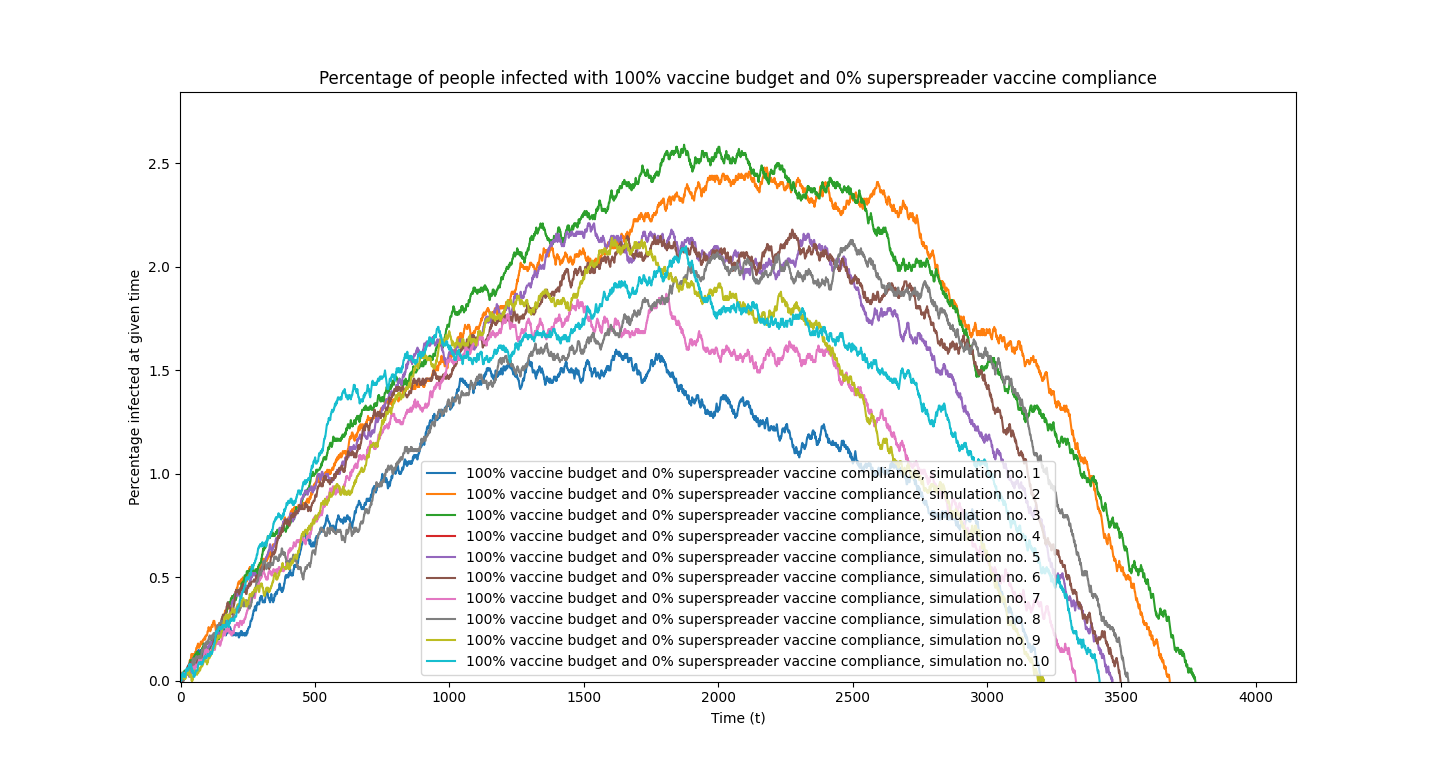 Percentage of people infected with 100% vaccine budget and 0% superspreader vaccine compliance
Percentage infected at given time
2.5
2.0
1.5
1.0
0.5
0.0
100% vaccine budget and 0% superspreader vaccine compliance, simulation no. 1
100% vaccine budget and 0% superspreader vaccine compliance, simulation no. 2
100% vaccine budget and 0% superspreader vaccine compliance, simulation no. 3
100% vaccine budget and 0% superspreader vaccine compliance, simulation no. 4
100% vaccine budget and 0% superspreader vaccine compliance, simulation no. 5
100% vaccine budget and 0% superspreader vaccine compliance, simulation no. 6
100% vaccine budget and 0% superspreader vaccine compliance, simulation no. 7
100% vaccine budget and 0% superspreader vaccine compliance, simulation no. 8
100% vaccine budget and 0% superspreader vaccine compliance, simulation no. 9
100% vaccine budget and 0% superspreader vaccine compliance, simulation no. 10
0 500 1000 1500 2000 2500 3000 3500 4000
Time (t)